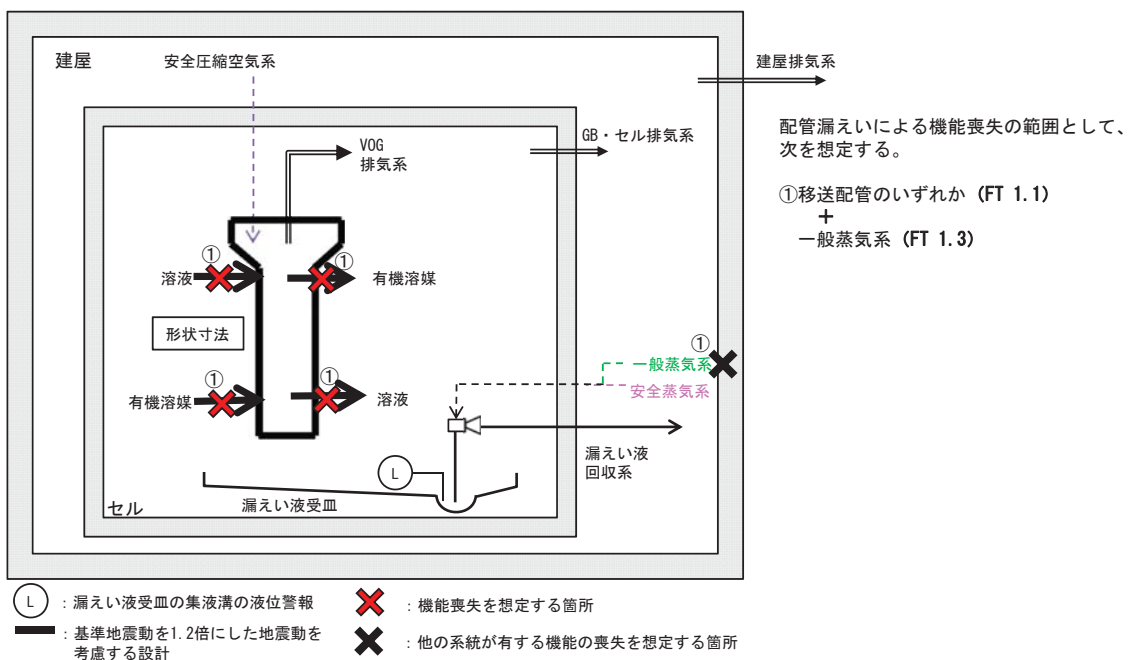 建屋
安全圧縮空気系
建屋排気系
VOG
排気系
GB・セル排気系
配管漏えいによる機能喪失の範囲として、
次を想定する。
①移送配管のいずれか (FT 1.1)
+
一般蒸気系 (FT 1.3)
①
①
溶液
有機溶媒
形状寸法
①
一般蒸気系
安全蒸気系
①
①
有機溶媒
溶液
漏えい液
回収系
L
漏えい液受皿
セル
L :漏えい液受皿の集液溝の液位警報
:機能喪失を想定する箇所
:基準地震動を1.2倍にした地震動を
考慮する設計
:他の系統が有する機能の喪失を想定する箇所